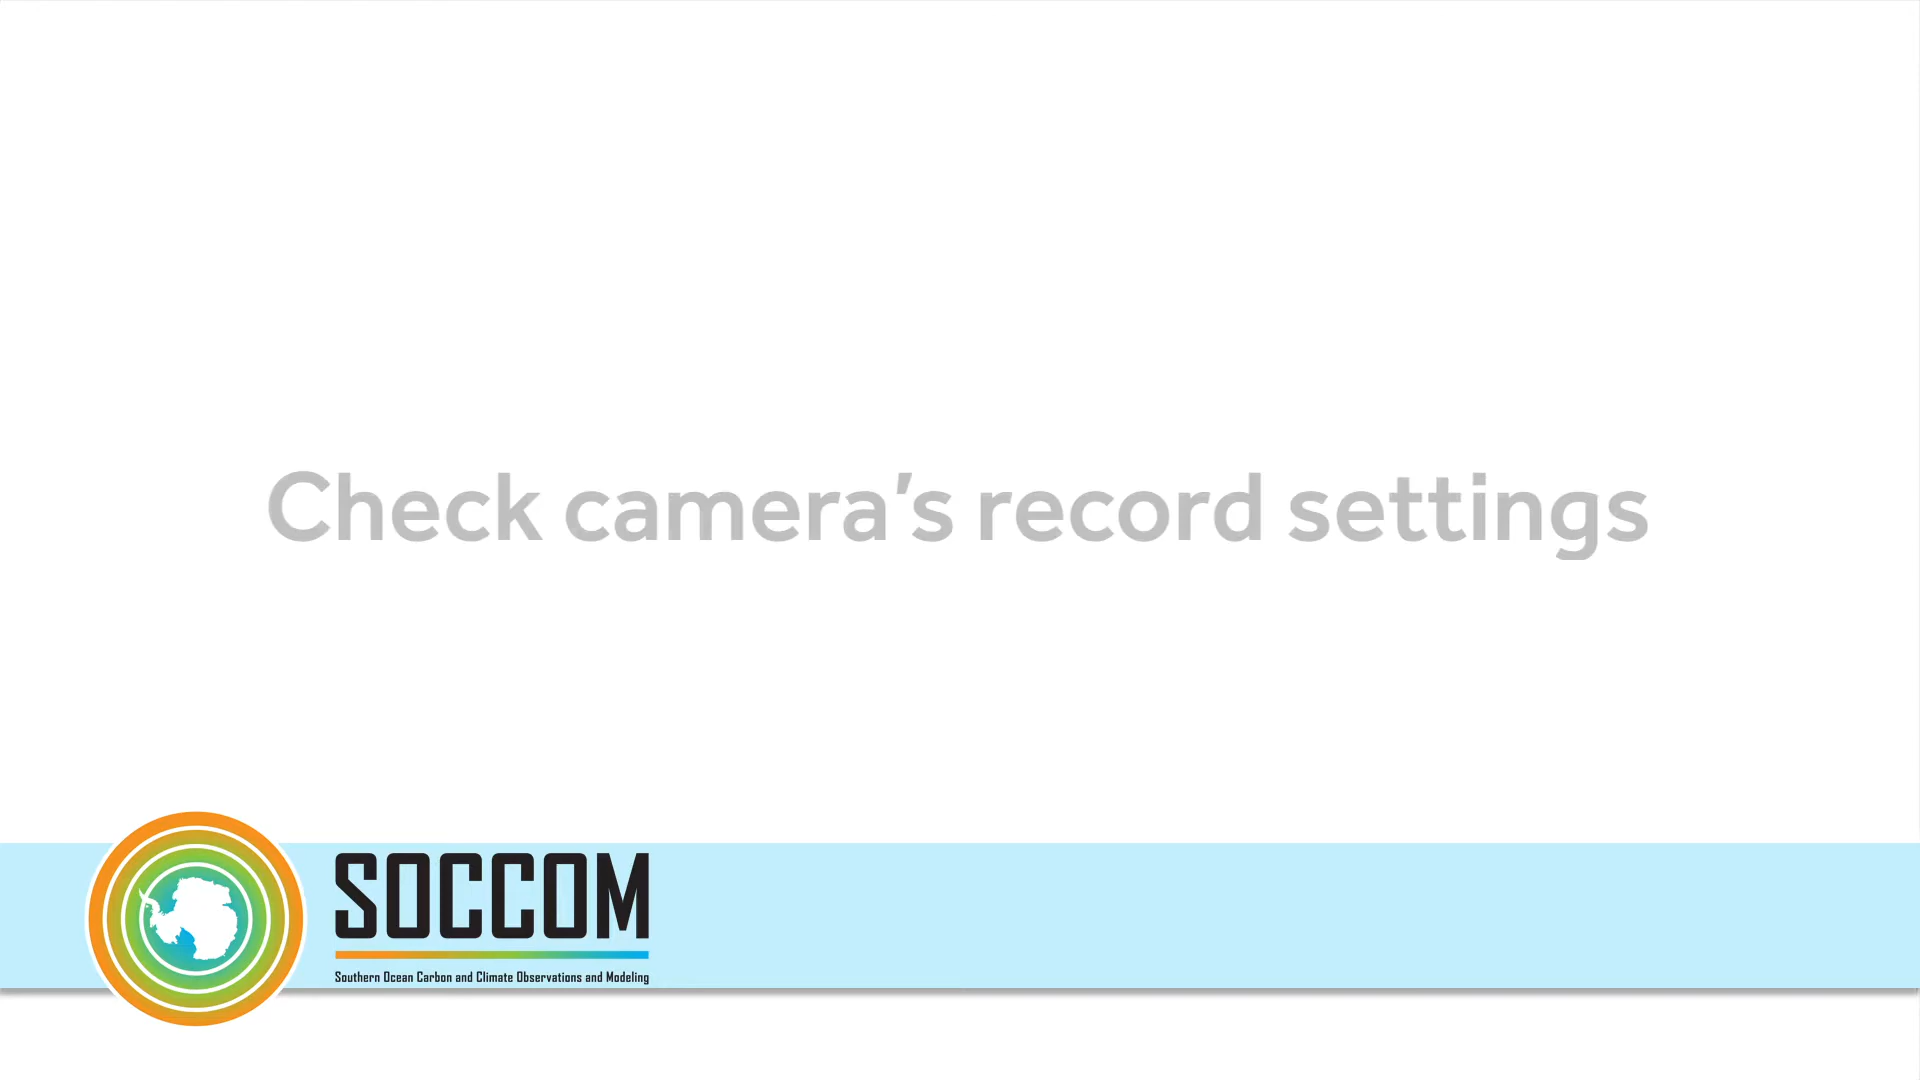 Check camera’s record settings
SOCCOM
Southern Ocean Carbon and Climate Observations and Modeling